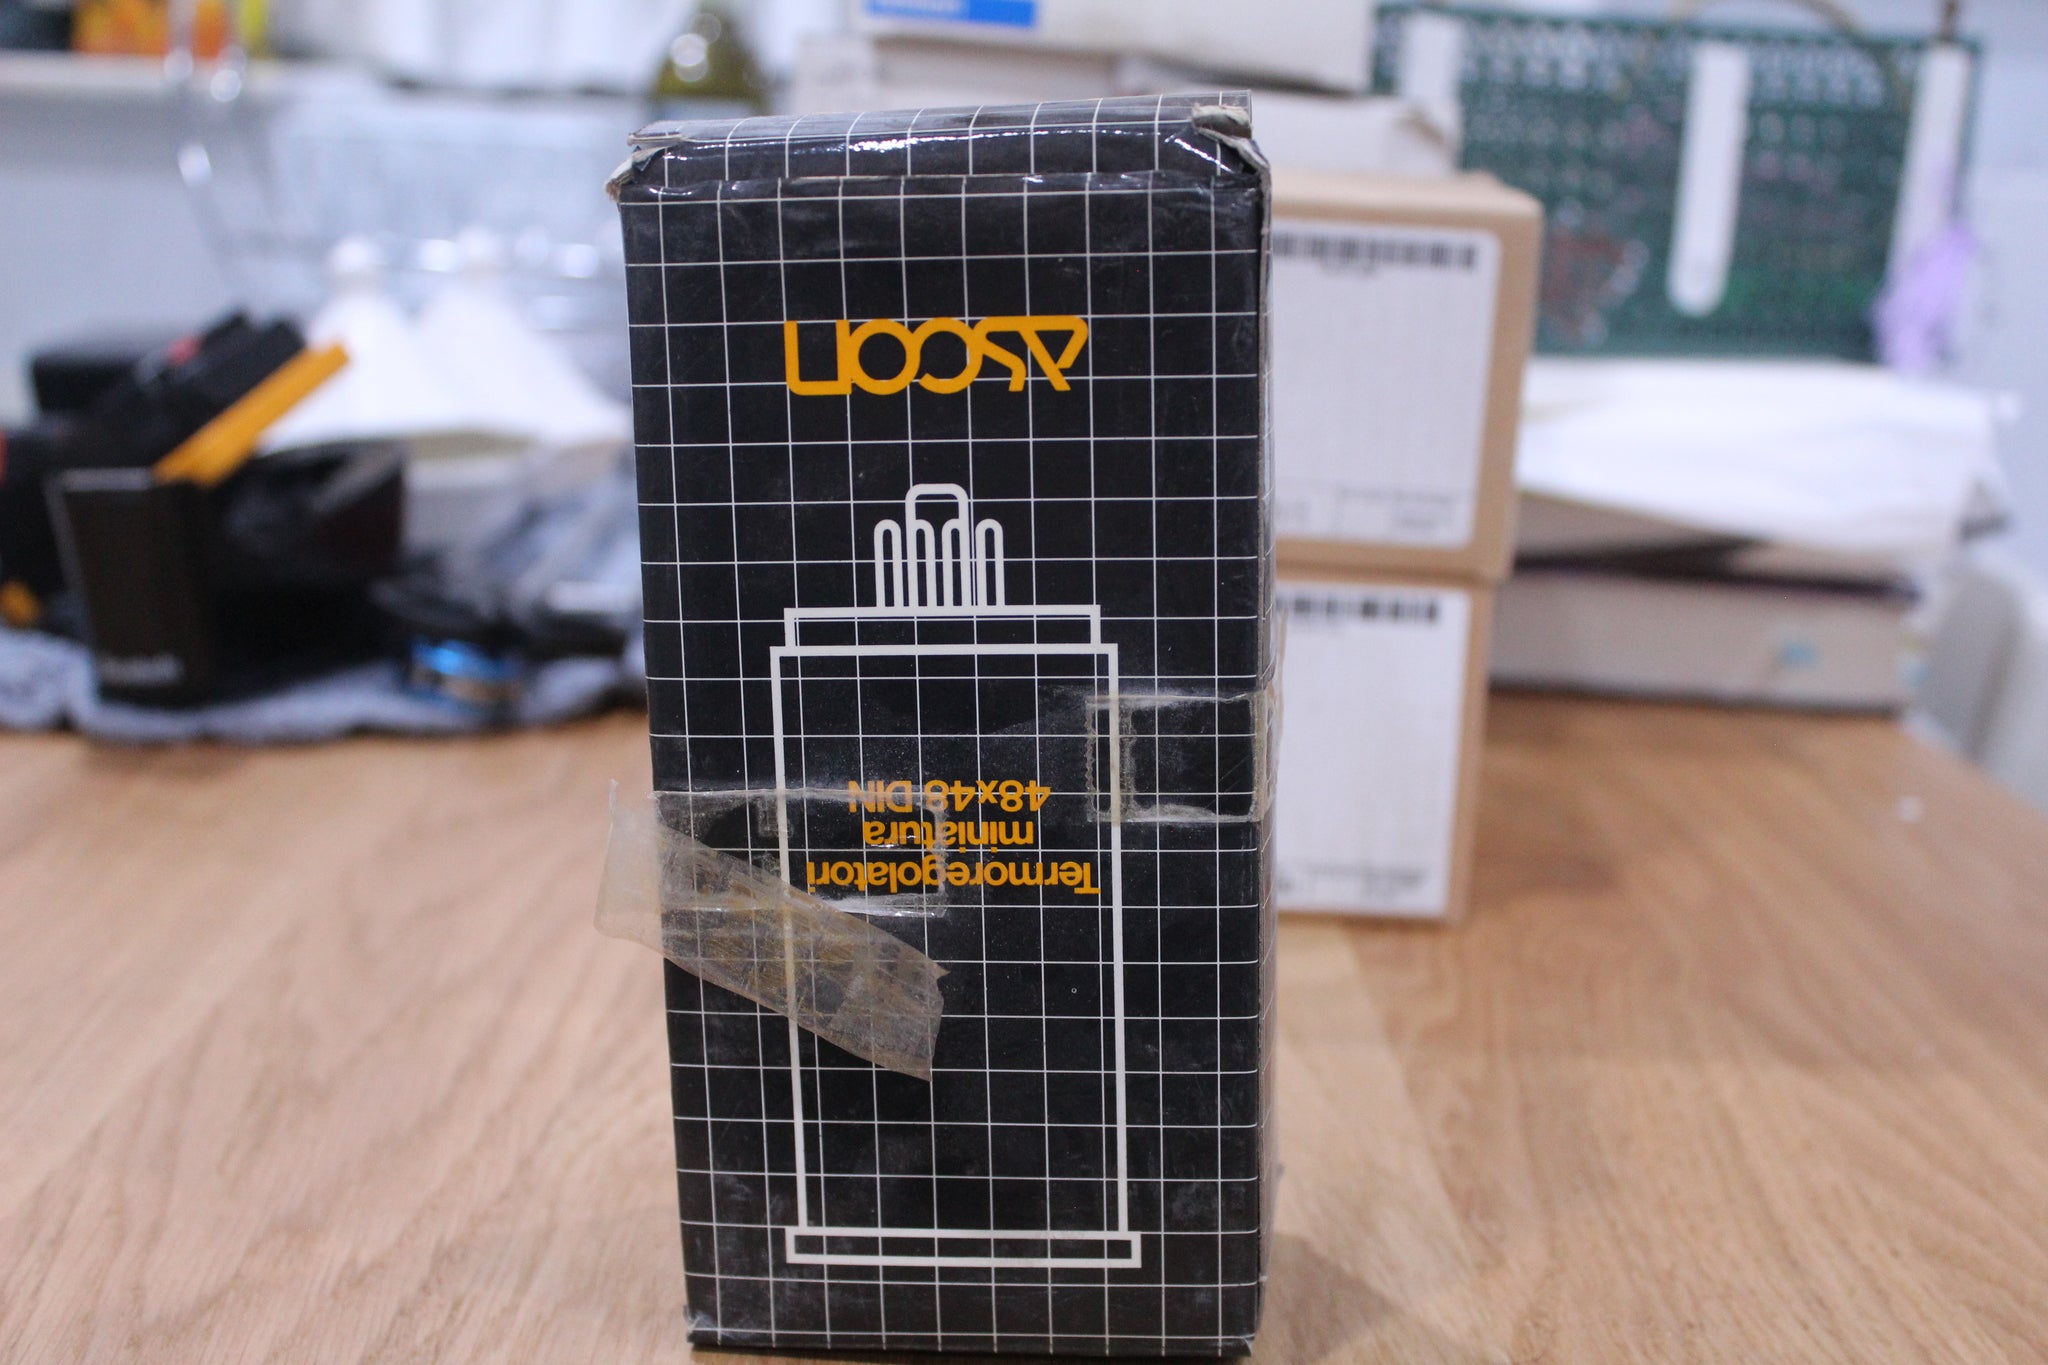 ascon
Termoregolatori
miniatura
48x48 DIN